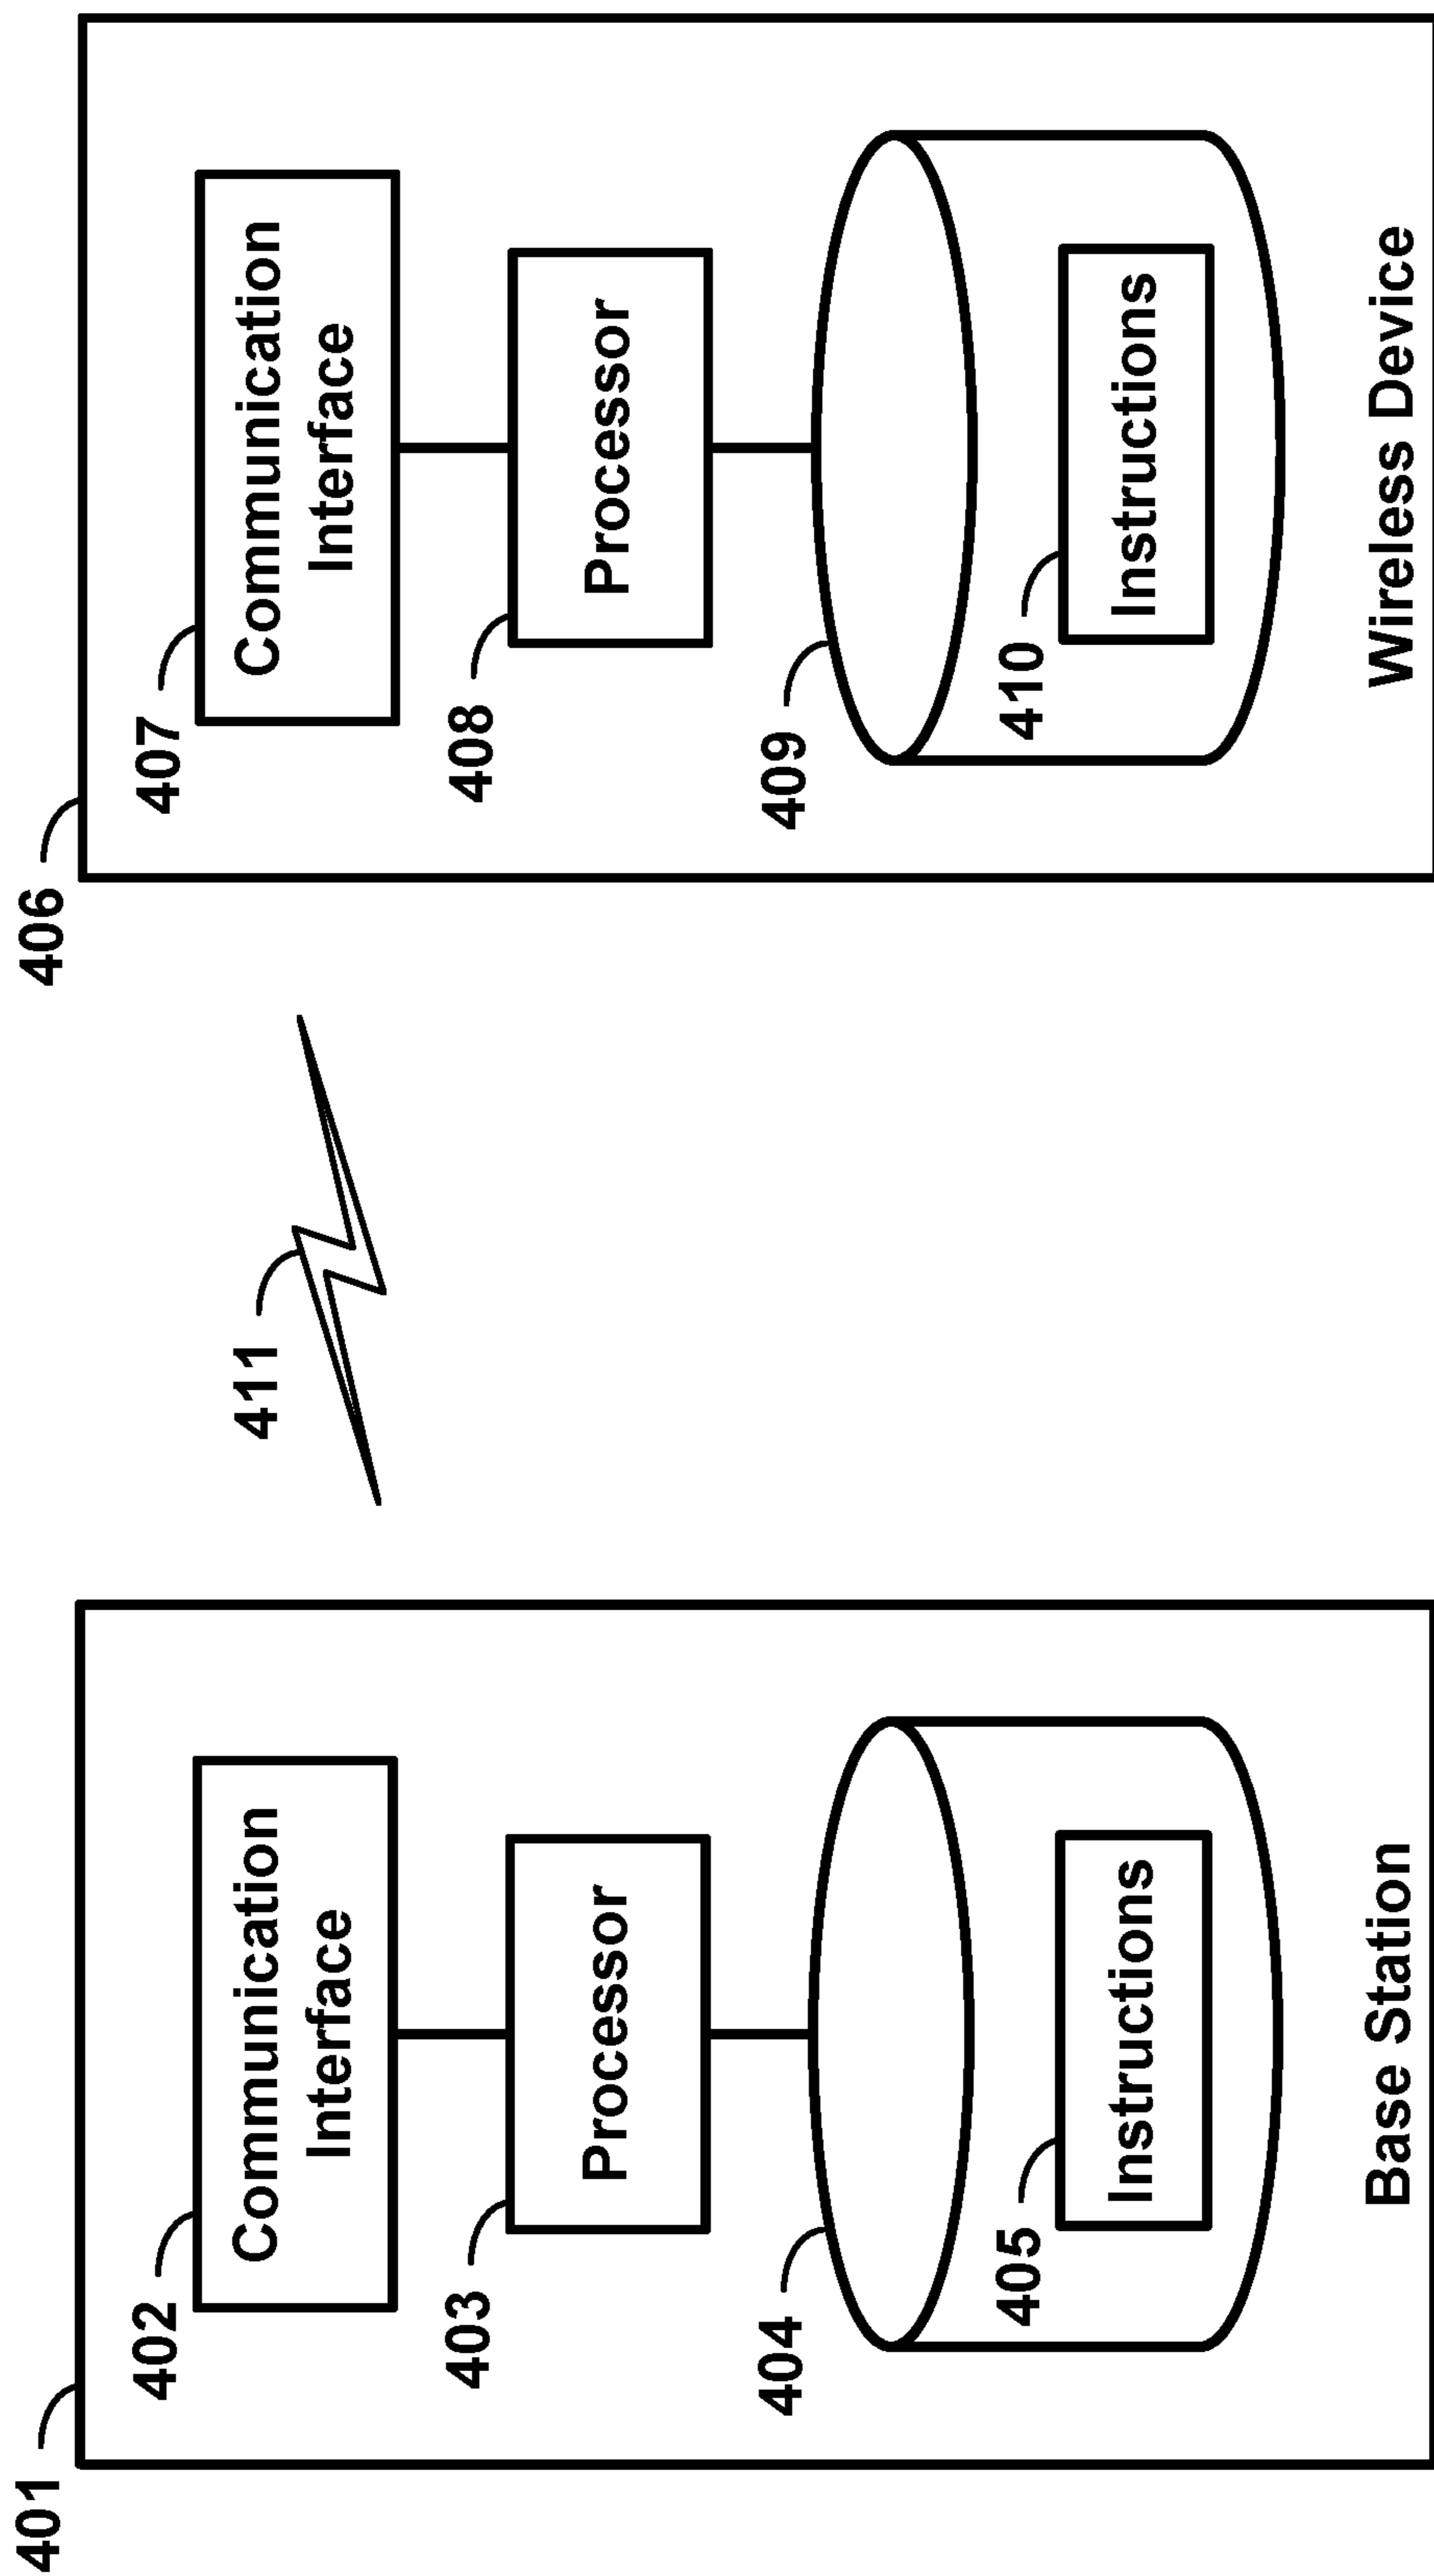 401
402
Communication
Interface
403
Processor
404
405
Instructions
Base Station
411
406
407
Communication
Interface
408
Processor
409
410
Instructions
Wireless Device